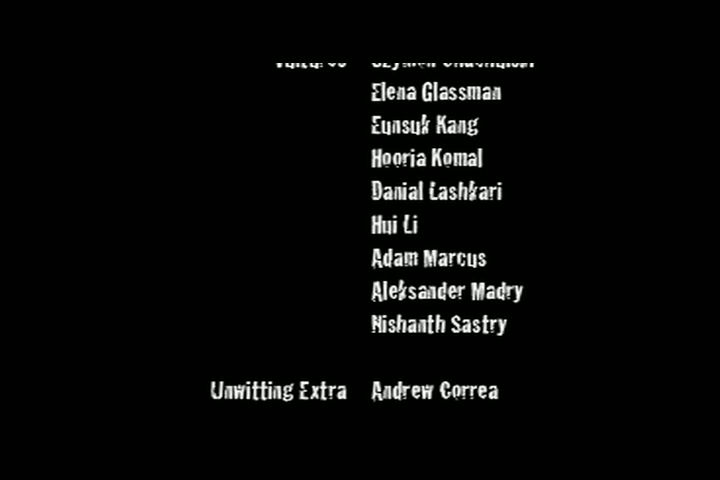 Elena Glassman
Eunsuk Kang
Hooria Komal
Danial Lashkari
Hui Li
Adam Marcus
Aleksander Madry
Nishanth Sastry
Unwitting Extra Andrew Correa